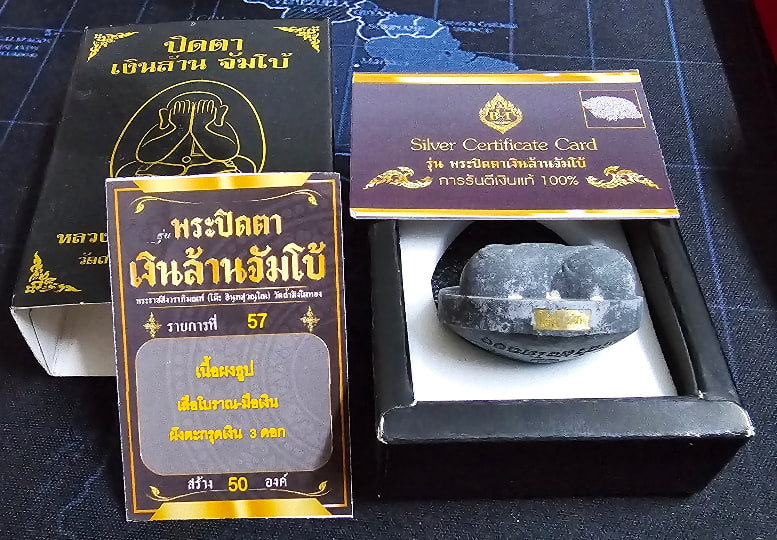 ปิดตา
เงินล้าน จัมโบ้
หลวง
วัด
Silver Certificate Card
รุ่น พระปิดตาเงินล้านจัมโบ้
การันตีเงินแท้ 100%
รุ่น พระปิดตา
เงินล้านจัมโบ้
รายการที่ 57
เนื้อผงธูป
เสือโบราณ-มือเงิน
ฝังตะกรุดเงิน 3 ดอก
สร้าง 50 องค์